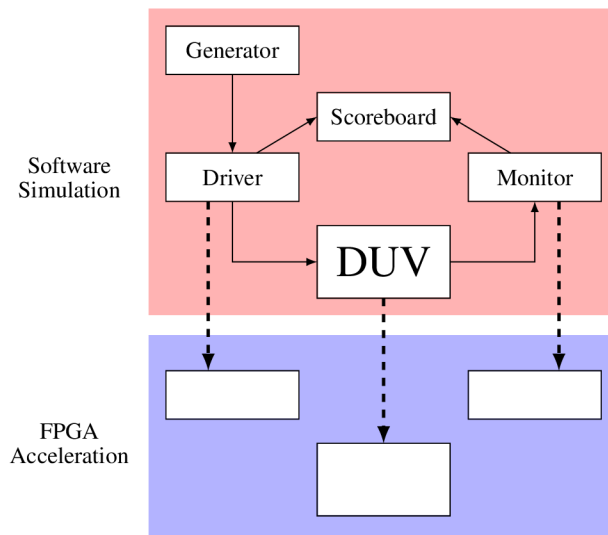 Generator
Scoreboard
Software
Simulation
Driver
Monitor
DUV
FPGA
Acceleration